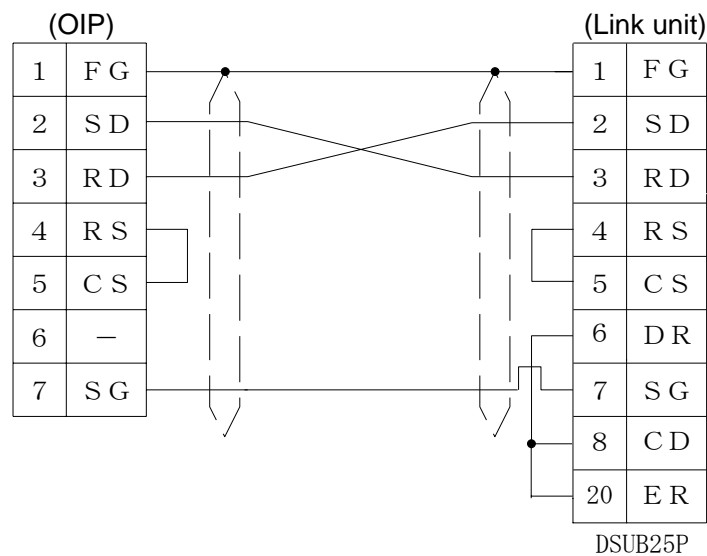 (OIP) (Link unit)
1 FG 1 FG
2 SD 2 SD
3 RD 3 RD
4 RS 4 RS
5 CS 5 CS
6 − 6 DR
7 SG 7 SG
8 CD
20 ER
DSUB25P